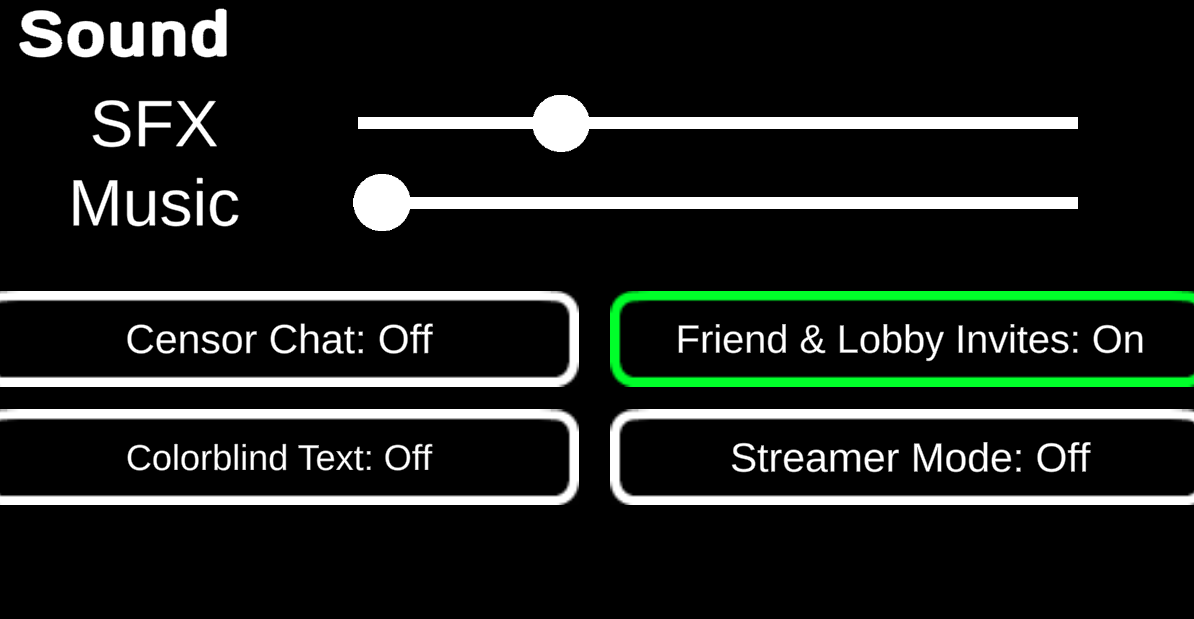 Sound
SFX
Music
Censor Chat: Off
Friend & Lobby Invites: On
Colorblind Text: Off
Streamer Mode: Off